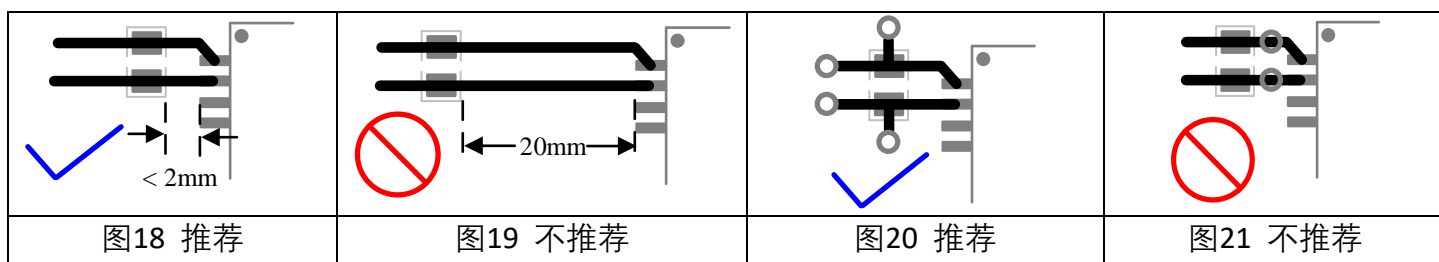 < 2mm
20mm
图18 推荐
图19 不推荐
图20 推荐
图21 不推荐